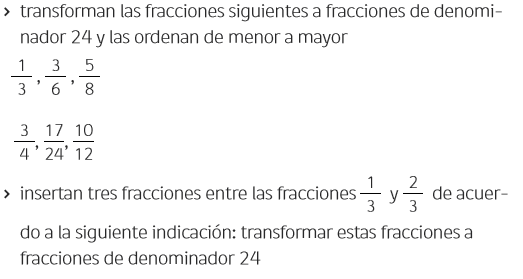 › transforman las fracciones siguientes a fracciones de denomi-
nador 24 y las ordenan de menor a mayor
1/3 , 3/6 , 5/8
3/4 , 17/24 , 10/12
› insertan tres fracciones entre las fracciones 1/3 y 2/3 de acuer-
do a la siguiente indicación: transformar estas fracciones a
fracciones de denominador 24